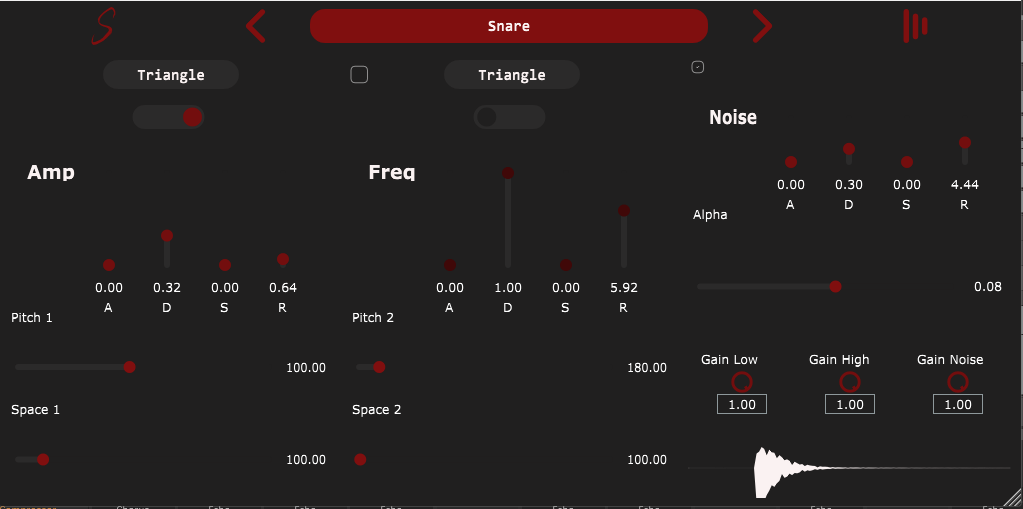 Snare
Triangle
Triangle
Noise
Amp
Freq
0.00 0.30 0.00 4.44
A D S R
Alpha
0.00 0.32 0.00 0.64
A D S R
0.00 1.00 0.00 5.92
A D S R
0.08
Pitch 1
Pitch 2
100.00
180.00
Gain Low Gain High Gain Noise
1.00 1.00 1.00
Space 1
Space 2
100.00
100.00